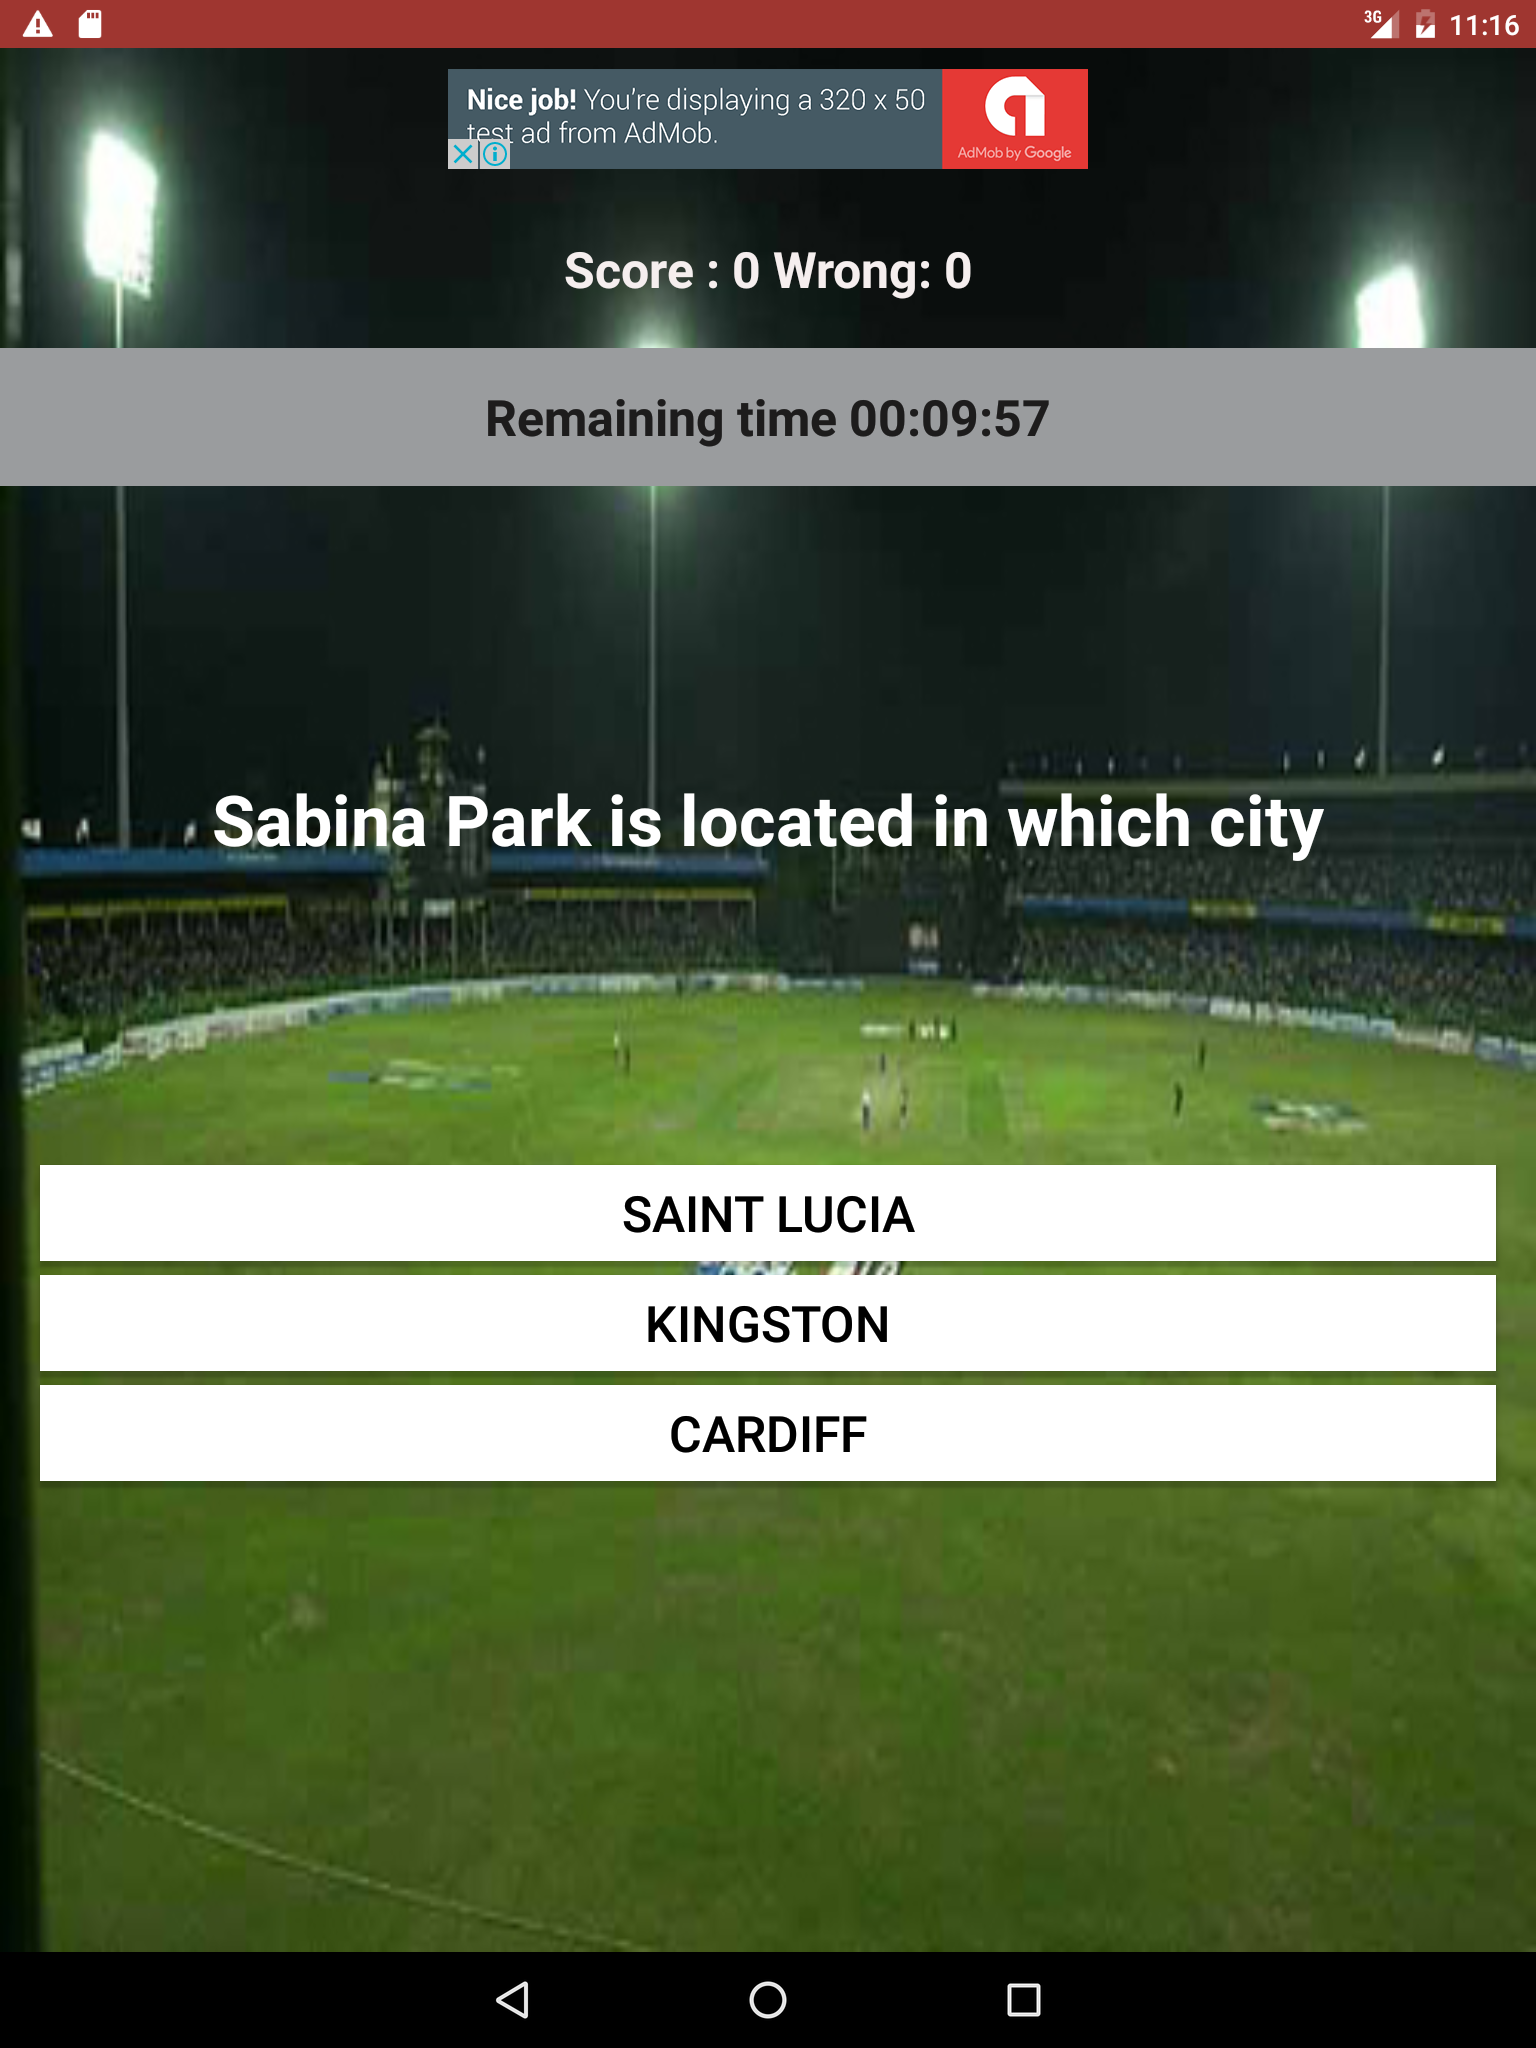 3G 11:16
Nice job! You're displaying a 320 x 50
test ad from AdMob.
AdMob by Google
Score : 0 Wrong: 0
Remaining time 00:09:57
Sabina Park is located in which city
SAINT LUCIA
KINGSTON
CARDIFF